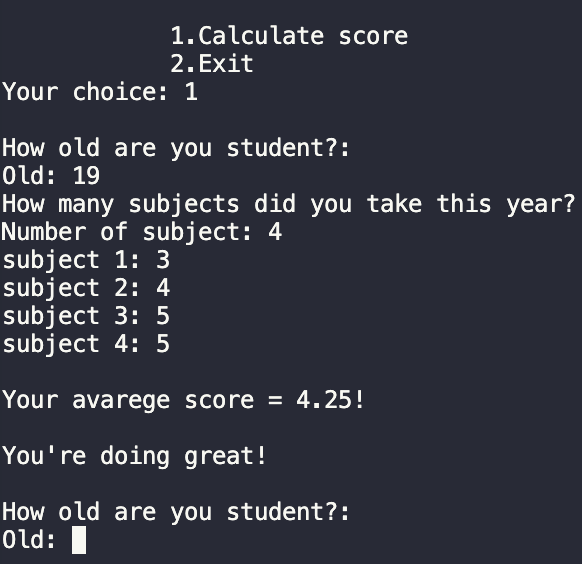 1.Calculate score
2.Exit
Your choice: 1
How old are you student?:
Old: 19
How many subjects did you take this year?
Number of subject: 4
subject 1: 3
subject 2: 4
subject 3: 5
subject 4: 5
Your avarege score = 4.25!
You're doing great!
How old are you student?:
Old: